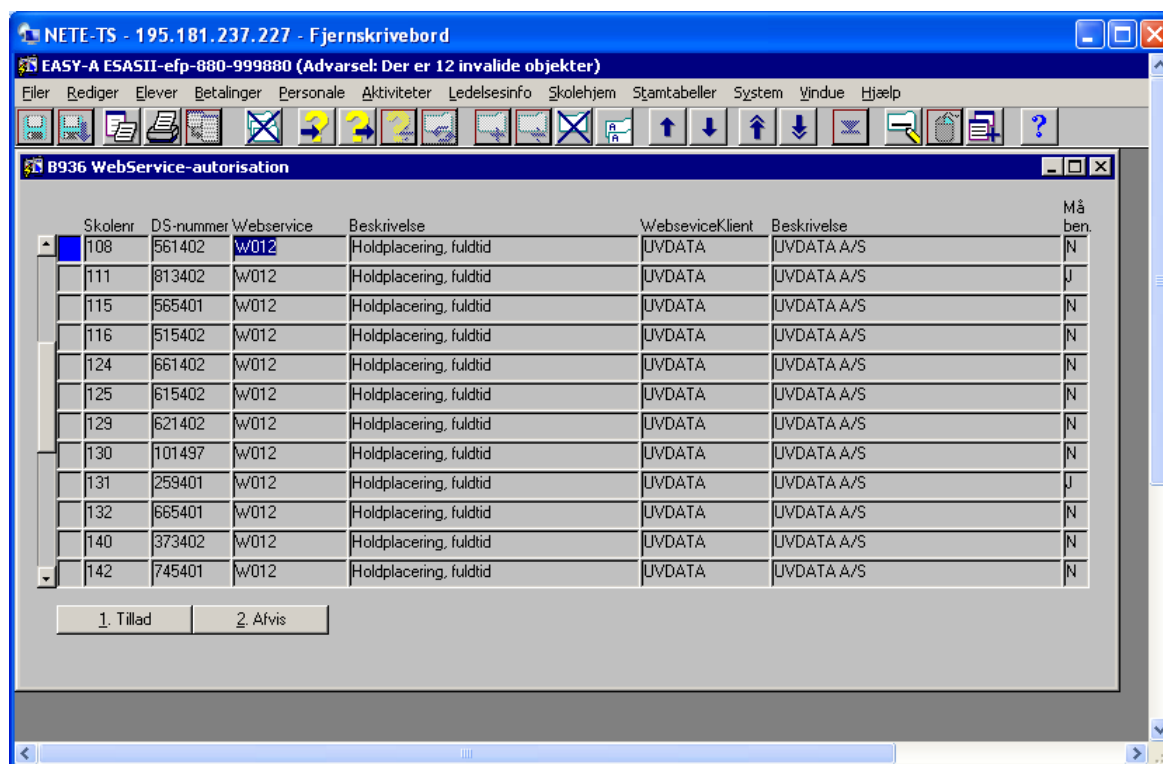 NETE-TS - 195.181.237.227 - Fjernskrivebord
EASY-A ESASII-efp-880-999880 (Advarsel: Der er 12 invalide objekter)
Filer Rediger Elever Betalinger Personale Aktiviteter Ledelsesinfo Skolehjem Stamtabeller System Vindue Hjælp
B936 WebService-autorisation
Må
Skolenr DS-nummer Webservice Beskrivelse WebseviceKlient Beskrivelse ben.
108 561402 W012 Holdplacering, fuldtid UVDATA UVDATA A/S N
111 813402 W012 Holdplacering, fuldtid UVDATA UVDATA A/S J
115 565401 W012 Holdplacering, fuldtid UVDATA UVDATA A/S N
116 515402 W012 Holdplacering, fuldtid UVDATA UVDATA A/S N
124 661402 W012 Holdplacering, fuldtid UVDATA UVDATA A/S N
125 615402 W012 Holdplacering, fuldtid UVDATA UVDATA A/S N
129 621402 W012 Holdplacering, fuldtid UVDATA UVDATA A/S N
130 101497 W012 Holdplacering, fuldtid UVDATA UVDATA A/S N
131 259401 W012 Holdplacering, fuldtid UVDATA UVDATA A/S J
132 665401 W012 Holdplacering, fuldtid UVDATA UVDATA A/S N
140 373402 W012 Holdplacering, fuldtid UVDATA UVDATA A/S N
142 745401 W012 Holdplacering, fuldtid UVDATA UVDATA A/S N
1. Tillad 2. Afvis